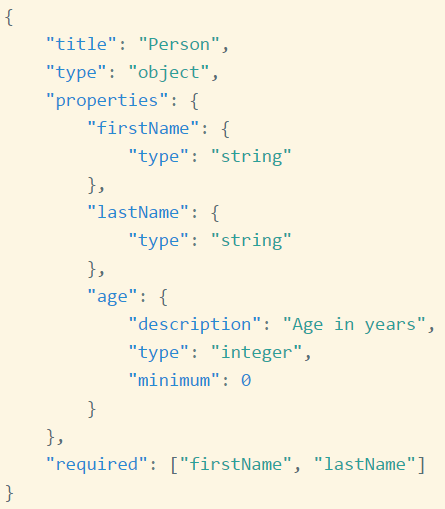 {
    "title": "Person",
    "type": "object",
    "properties": {
        "firstName": {
            "type": "string"
        },
        "lastName": {
            "type": "string"
        },
        "age": {
            "description": "Age in years",
            "type": "integer",
            "minimum": 0
        }
    },
    "required": ["firstName", "lastName"]
}